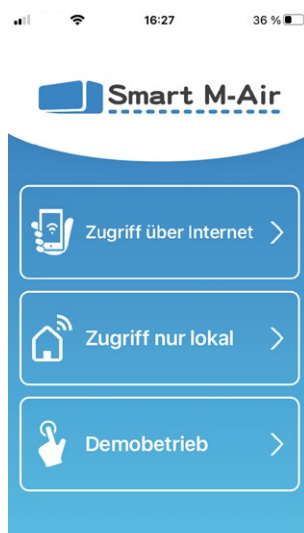 16:27 36 %
Smart M-Air
Zugriff über Internet
Zugriff nur lokal
Demobetrieb